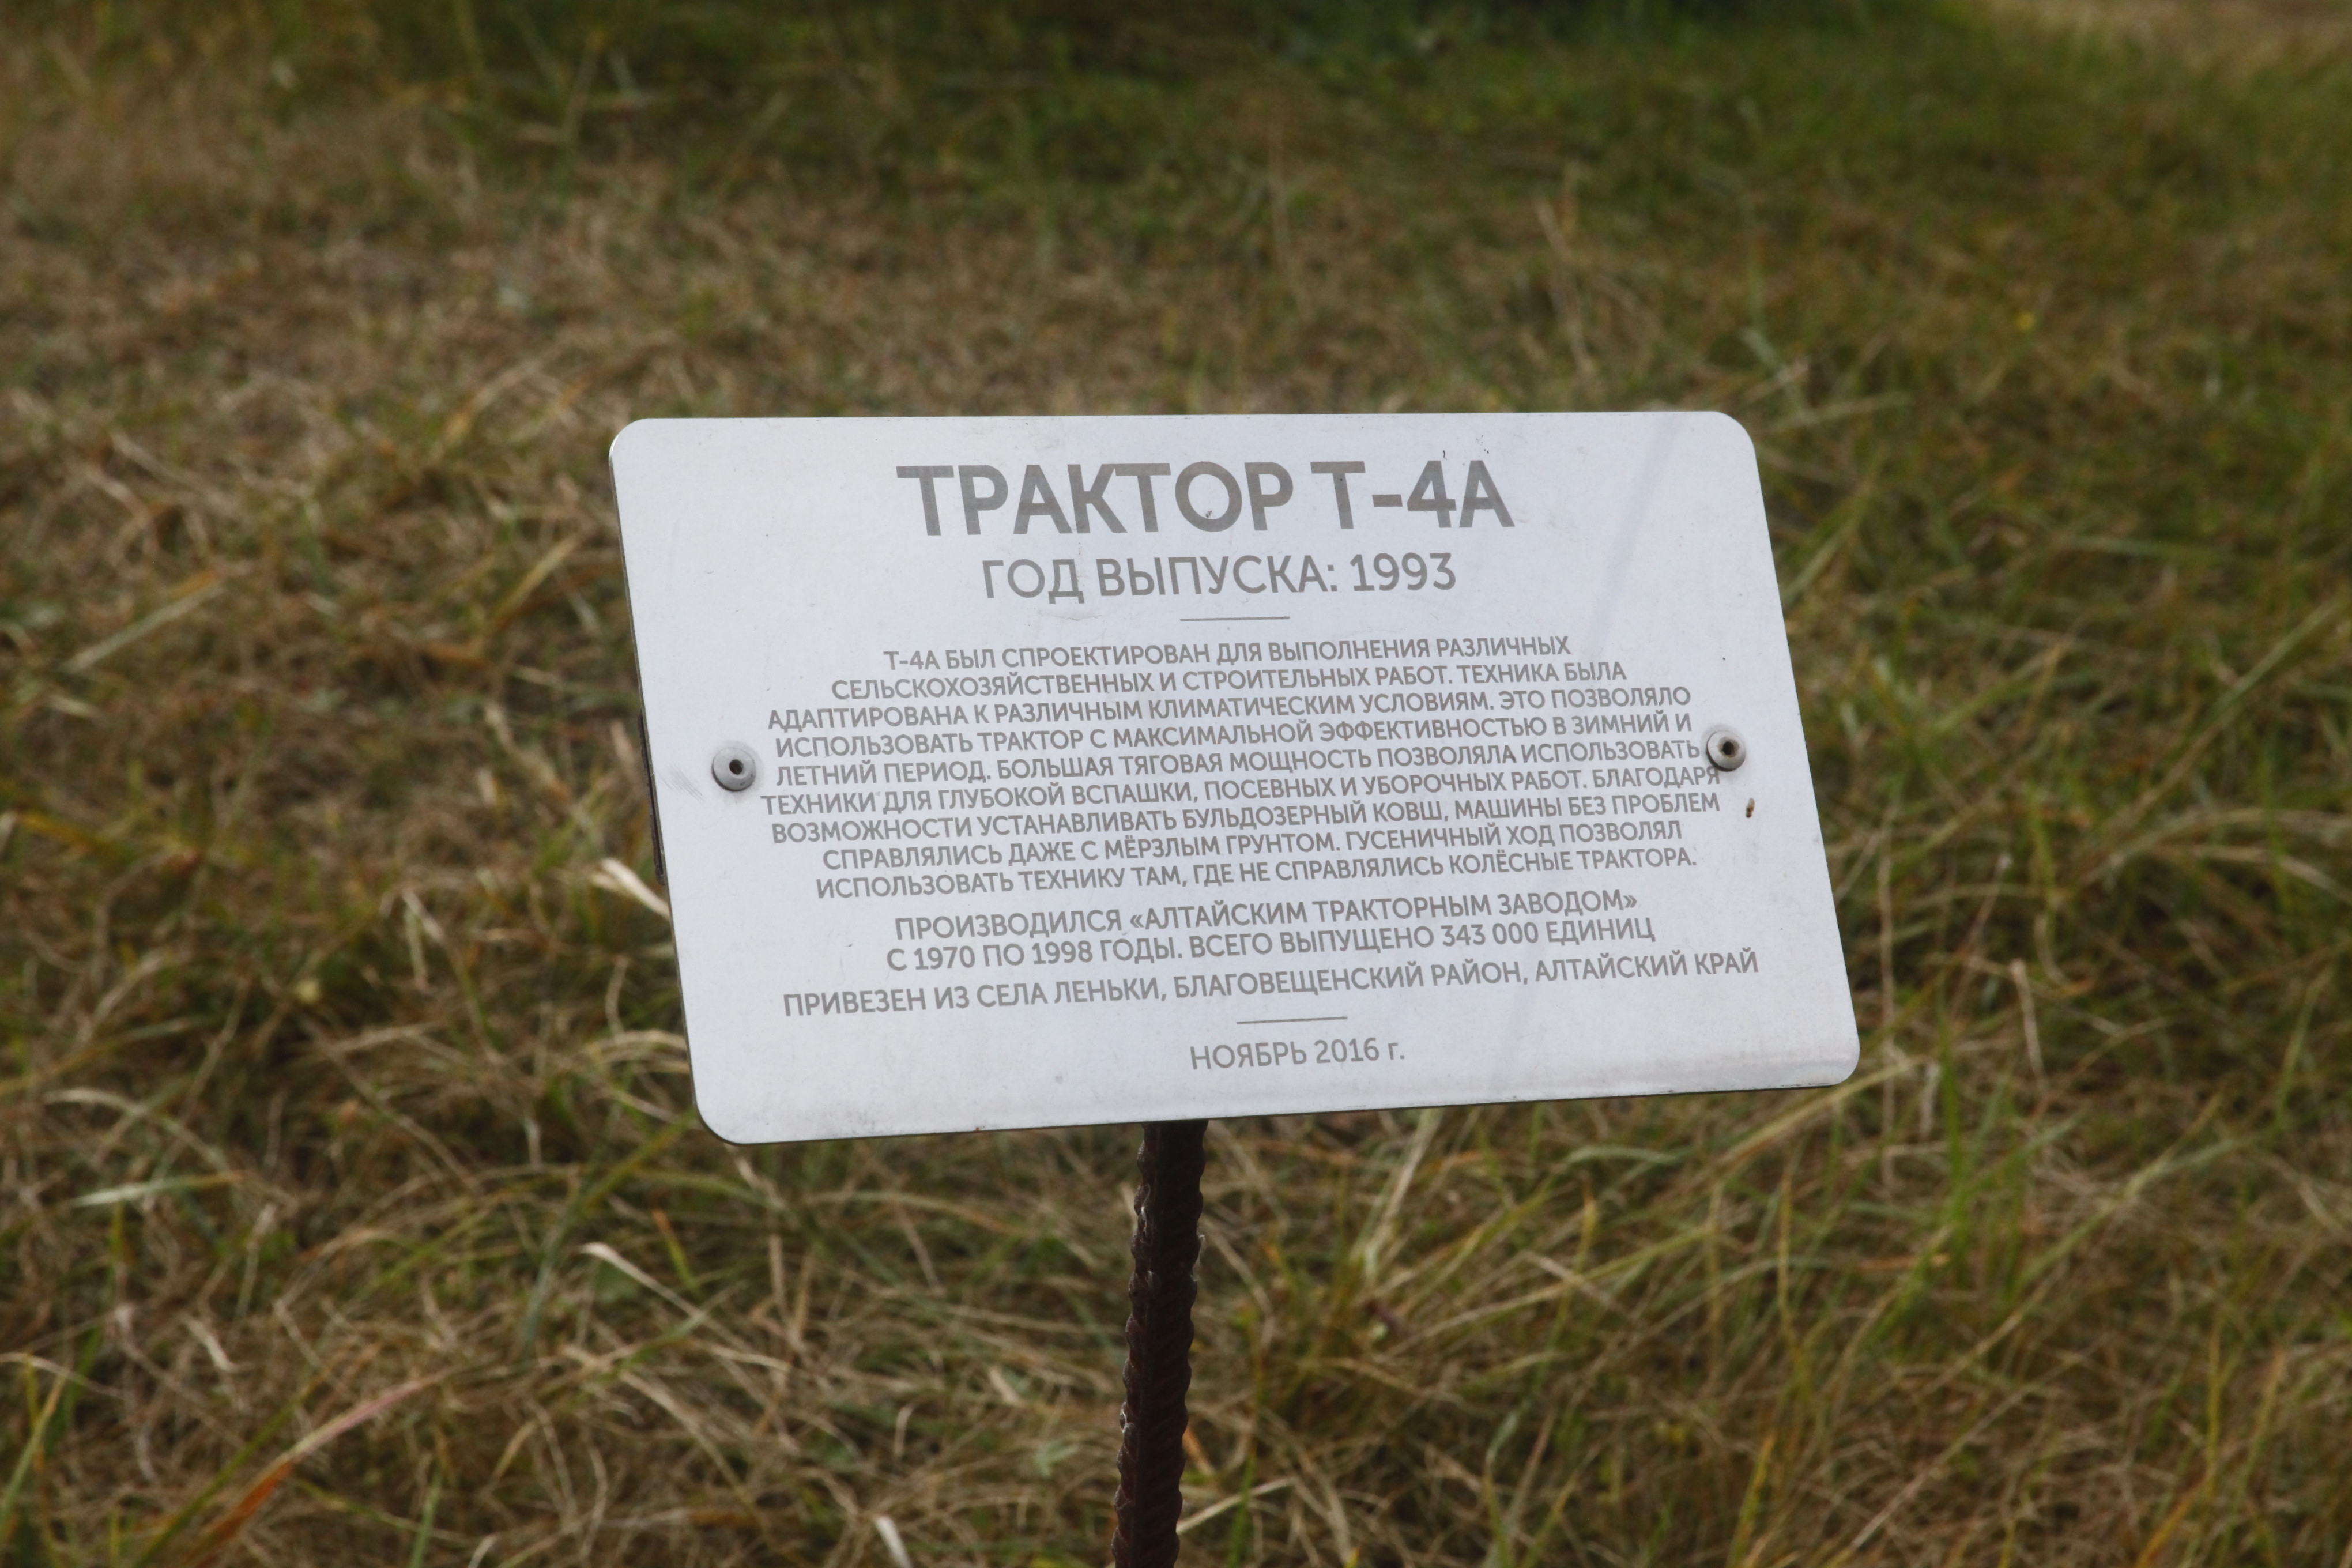 ТРАКТОР Т-4А
ГОД ВЫПУСКА: 1993
Т-4А БЫЛ СПРОЕКТИРОВАН ДЛЯ ВЫПОЛНЕНИЯ РАЗЛИЧНЫХ
СЕЛЬСКОХОЗЯЙСТВЕННЫХ И СТРОИТЕЛЬНЫХ РАБОТ. ТЕХНИКА БЫЛА
АДАПТИРОВАНА К РАЗЛИЧНЫМ КЛИМАТИЧЕСКИМ УСЛОВИЯМ. ЭТО ПОЗВОЛЯЛО
ИСПОЛЬЗОВАТЬ ТРАКТОР С МАКСИМАЛЬНОЙ ЭФФЕКТИВНОСТЬЮ В ЗИМНИЙ И
ЛЕТНИЙ ПЕРИОД. БОЛЬШАЯ ТЯГОВАЯ МОЩНОСТЬ ПОЗВОЛЯЛА ИСПОЛЬЗОВАТЬ
ТЕХНИКИ ДЛЯ ГЛУБОКОЙ ВСПАШКИ, ПОСЕВНЫХ И УБОРОЧНЫХ РАБОТ. БЛАГОДАРЯ
ВОЗМОЖНОСТИ УСТАНАВЛИВАТЬ БУЛЬДОЗЕРНЫЙ КОВШ, МАШИНЫ БЕЗ ПРОБЛЕМ
СПРАВЛЯЛИСЬ ДАЖЕ С МЁРЗЛЫМ ГРУНТОМ. ГУСЕНИЧНЫЙ ХОД ПОЗВОЛЯЛ
ИСПОЛЬЗОВАТЬ ТЕХНИКУ ТАМ, ГДЕ НЕ СПРАВЛЯЛИСЬ КОЛЁСНЫЕ ТРАКТОРА.
ПРОИЗВОДИЛСЯ «АЛТАЙСКИМ ТРАКТОРНЫМ ЗАВОДОМ»
С 1970 ПО 1998 ГОДЫ. ВСЕГО ВЫПУЩЕНО 343 000 ЕДИНИЦ
ПРИВЕЗЕН ИЗ СЕЛА ЛЕНЬКИ, БЛАГОВЕЩЕНСКИЙ РАЙОН, АЛТАЙСКИЙ КРАЙ
НОЯБРЬ 2016 г.